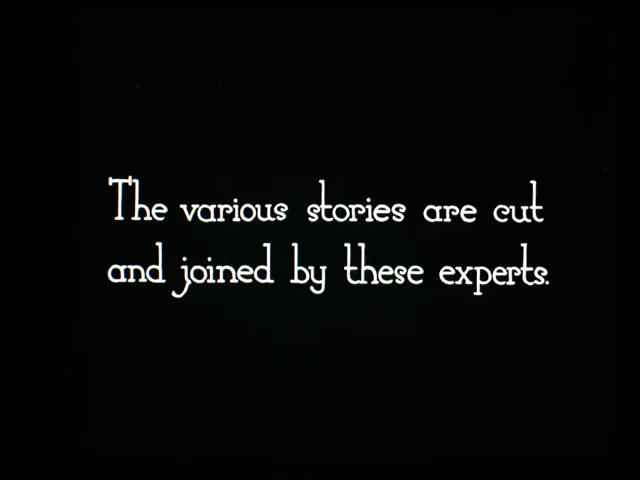 The various stories are cut
and joined by these experts.